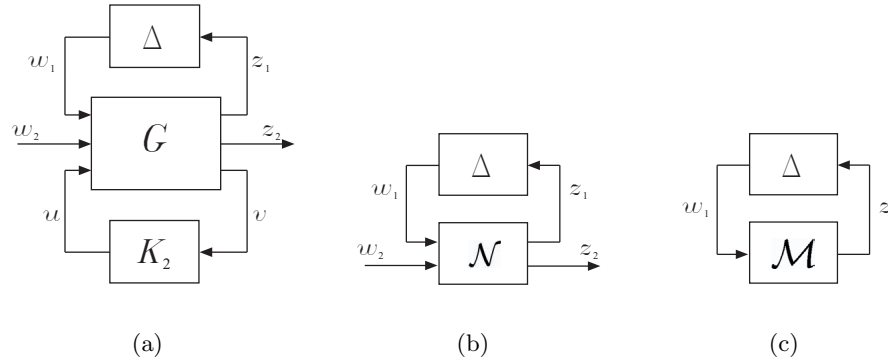 Δ
w₁ z₁
w₂ G z₂
u v
K₂
(a)
Δ
w₁ z₁
w₂ 𝒩 z₂
(b)
Δ
w₁ z
ℳ
(c)